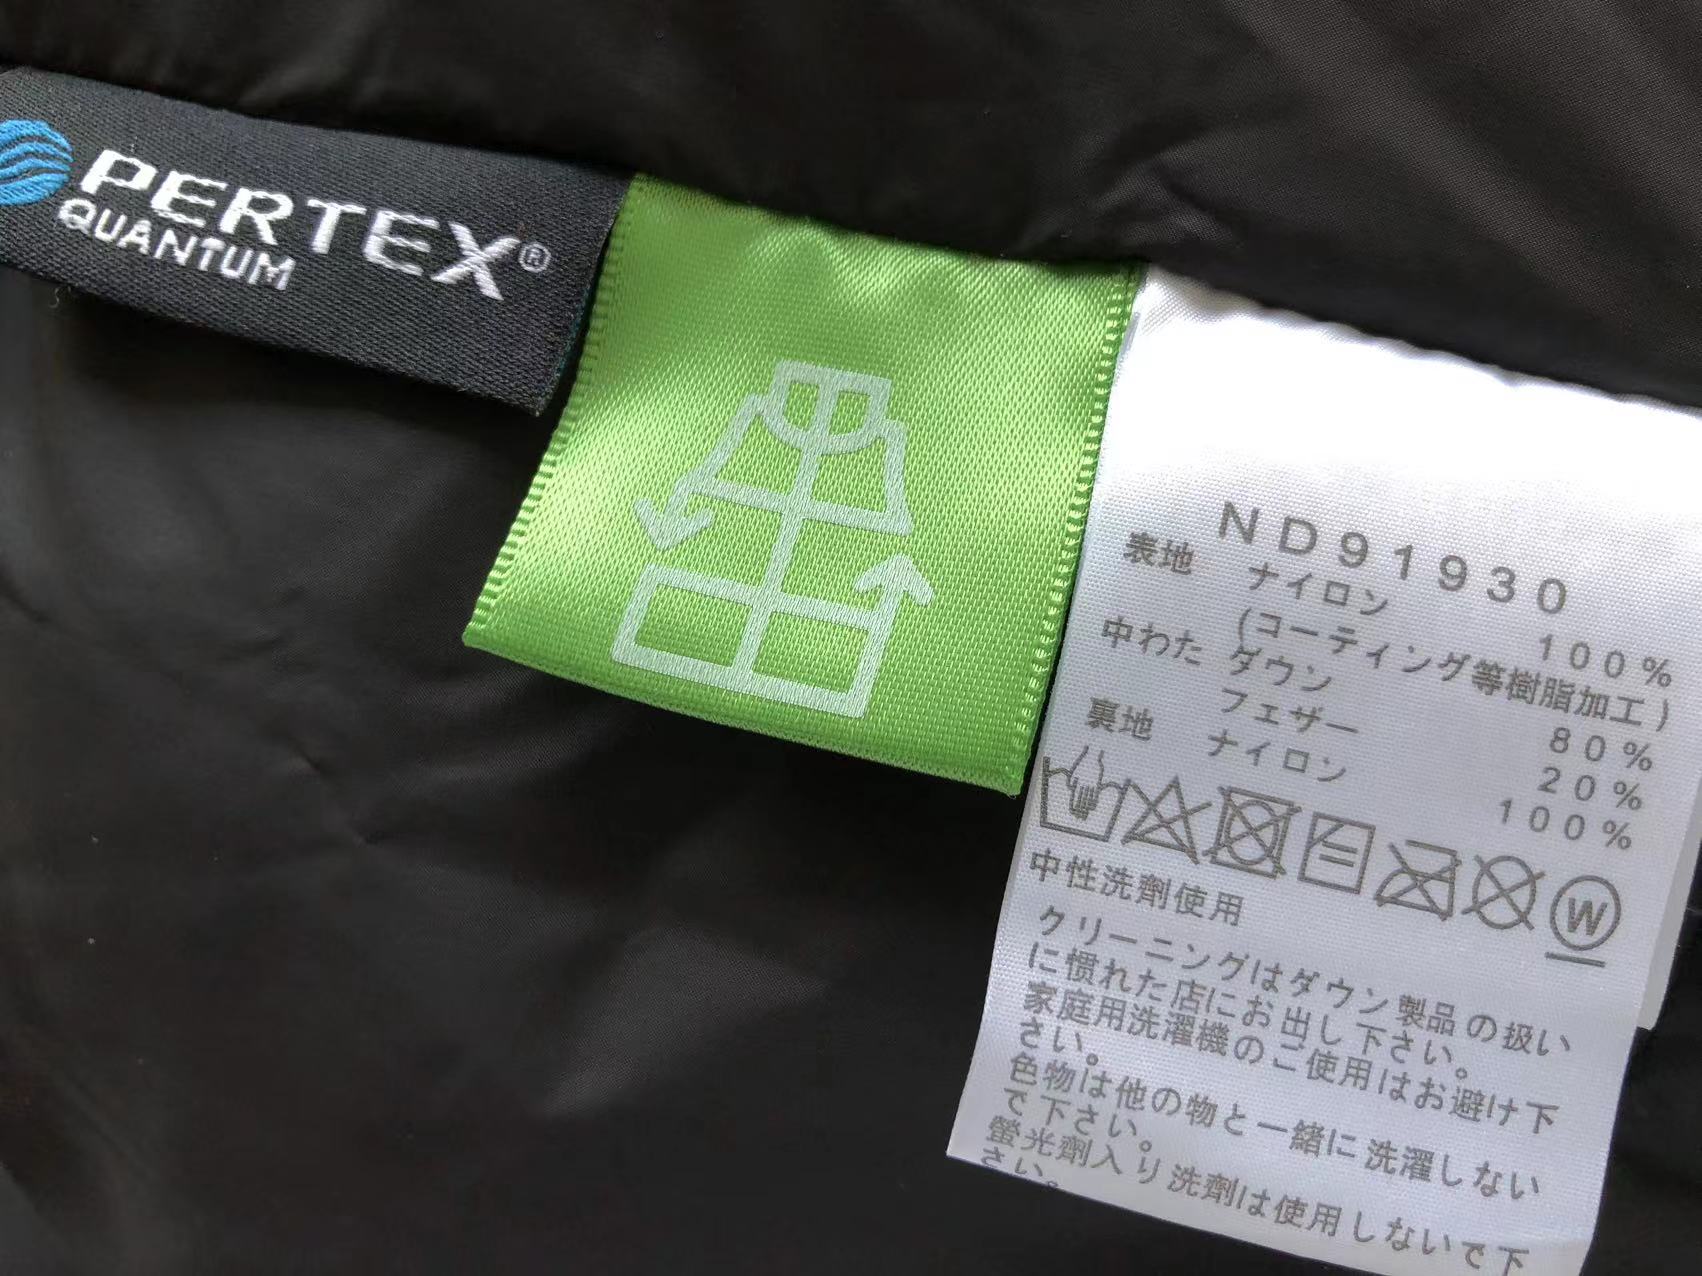 PERTEX®
QUANTUM
ND91930
表地 ナイロン 100%
(コーティング等樹脂加工)
中わた ダウン 80%
フェザー 20%
裏地 ナイロン 100%
W
中性洗剤使用
クリーニングはダウン製品の扱い
に慣れた店にお出し下さい。
家庭用洗濯機のご使用はお避け下
さい。
色物は他の物と一緒に洗濯しない
で下さい。
螢光剤入り洗剤は使用しないで下
さい。